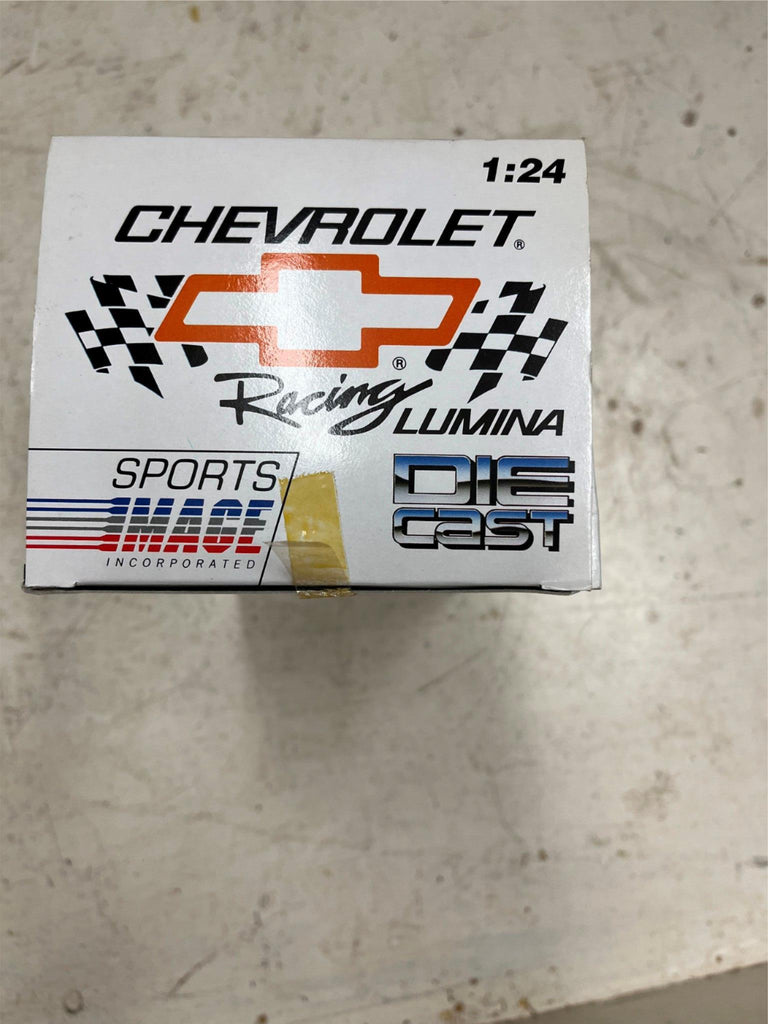 1:24
CHEVROLET®
®
Racing LUMINA
SPORTS
IMAGE
INCORPORATED
DIE
CAST